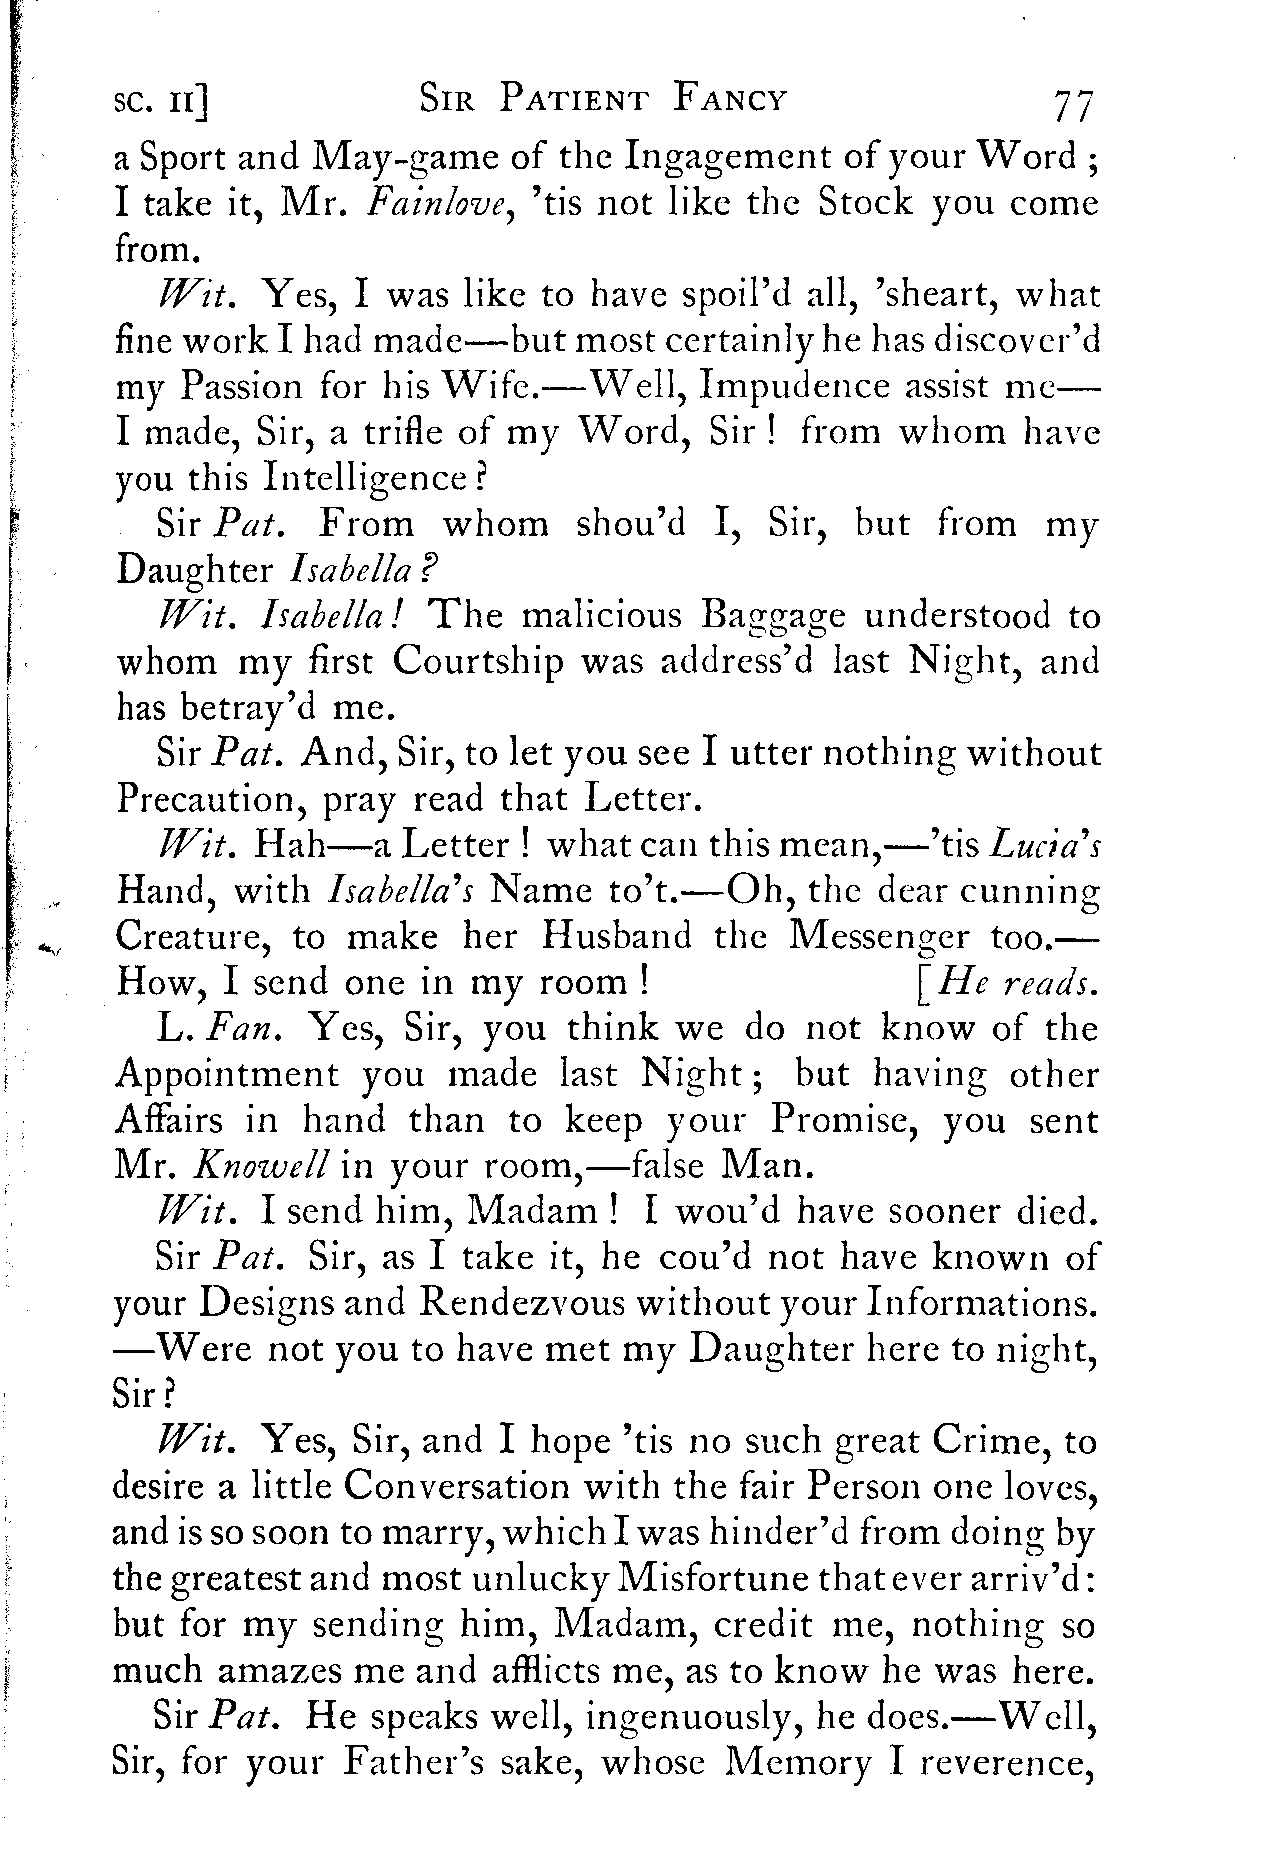 SC. II] SIR PATIENT FANCY 77
a Sport and May-game of the Ingagement of your Word ;
I take it, Mr. Fainlove, 'tis not like the Stock you come
from.
Wit. Yes, I was like to have spoil'd all, 'sheart, what
fine work I had made—but most certainly he has discover'd
my Passion for his Wife.—Well, Impudence assist me—
I made, Sir, a trifle of my Word, Sir ! from whom have
you this Intelligence ?
Sir Pat. From whom shou'd I, Sir, but from my
Daughter Isabella ?
Wit. Isabella ! The malicious Baggage understood to
whom my first Courtship was address'd last Night, and
has betray'd me.
Sir Pat. And, Sir, to let you see I utter nothing without
Precaution, pray read that Letter.
Wit. Hah—a Letter ! what can this mean,—'tis Lucia's
Hand, with Isabella's Name to't.—Oh, the dear cunning
Creature, to make her Husband the Messenger too.—
How, I send one in my room ! [He reads.
L. Fan. Yes, Sir, you think we do not know of the
Appointment you made last Night ; but having other
Affairs in hand than to keep your Promise, you sent
Mr. Knowell in your room,—false Man.
Wit. I send him, Madam ! I wou'd have sooner died.
Sir Pat. Sir, as I take it, he cou'd not have known of
your Designs and Rendezvous without your Informations.
—Were not you to have met my Daughter here to night,
Sir ?
Wit. Yes, Sir, and I hope 'tis no such great Crime, to
desire a little Conversation with the fair Person one loves,
and is so soon to marry, which I was hinder'd from doing by
the greatest and most unlucky Misfortune that ever arriv'd:
but for my sending him, Madam, credit me, nothing so
much amazes me and afflicts me, as to know he was here.
Sir Pat. He speaks well, ingenuously, he does.—Well,
Sir, for your Father's sake, whose Memory I reverence,